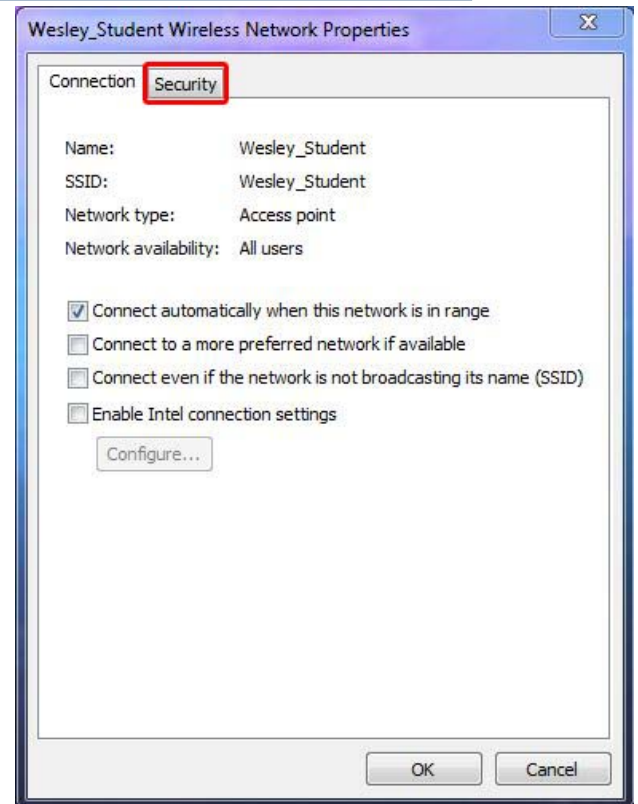 Wesley_Student Wireless Network Properties
Connection Security
Name: Wesley_Student
SSID: Wesley_Student
Network type: Access point
Network availability: All users
Connect automatically when this network is in range
Connect to a more preferred network if available
Connect even if the network is not broadcasting its name (SSID)
Enable Intel connection settings
Configure...
OK Cancel